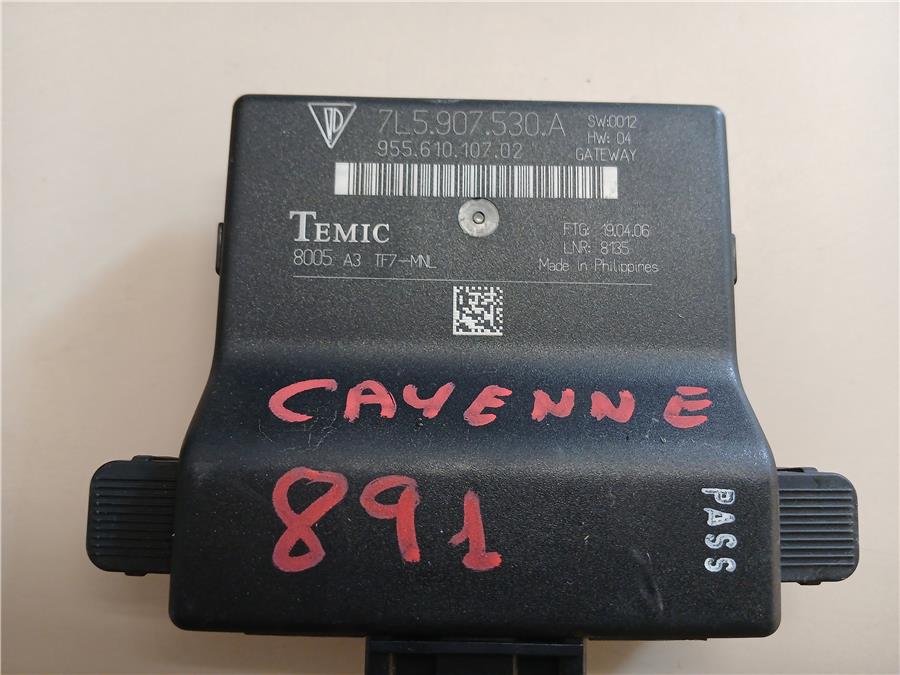 7L5.907.530.A
SW:0012
955.610.107.02
HW: 04
GATEWAY
TEMIC
FTG: 19.04.06
8005 A3 TF7-MNL
LNR: 8135
Made in Philippines
CAYENNE
891
PASS